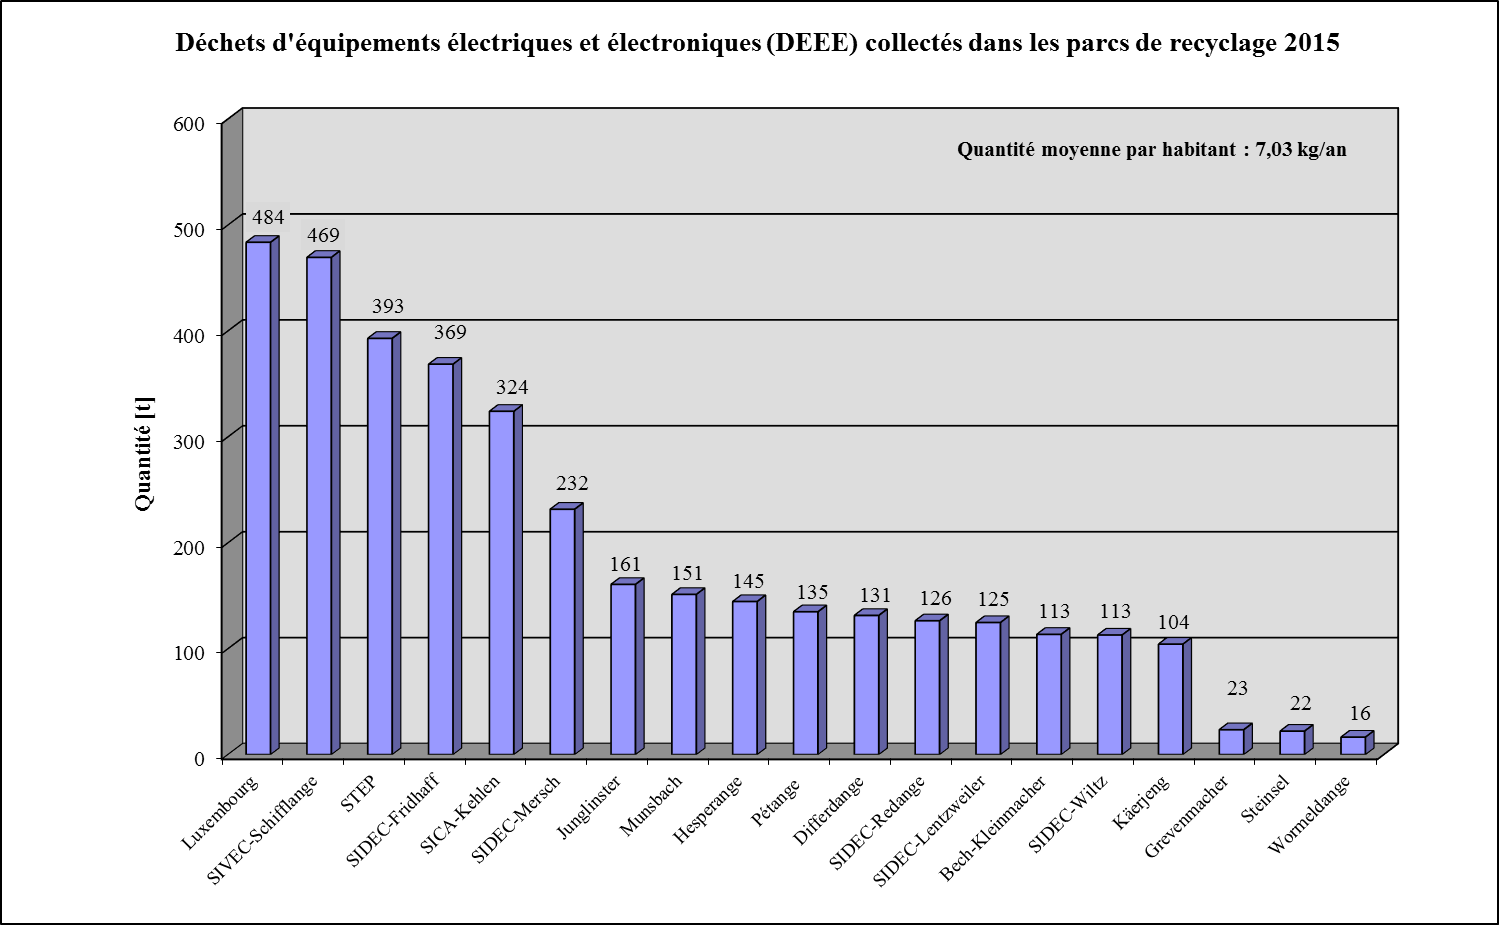 Déchets d'équipements électriques et électroniques (DEEE) collectés dans les parcs de recyclage 2015
Quantité moyenne par habitant : 7,03 kg/an
Quantité [t]
600
500
400
300
200
100
0
484
469
393
369
324
232
161
151
145
135
131
126
125
113
113
104
23
22
16
Luxembourg
SIVEC-Schifflange
STEP
SIDEC-Fridhaff
SICA-Kehlen
SIDEC-Mersch
Junglinster
Munsbach
Hesperange
Pétange
Differdange
SIDEC-Redange
SIDEC-Lentzweiler
Bech-Kleinmacher
SIDEC-Wiltz
Käerjeng
Grevenmacher
Steinsel
Wormeldange